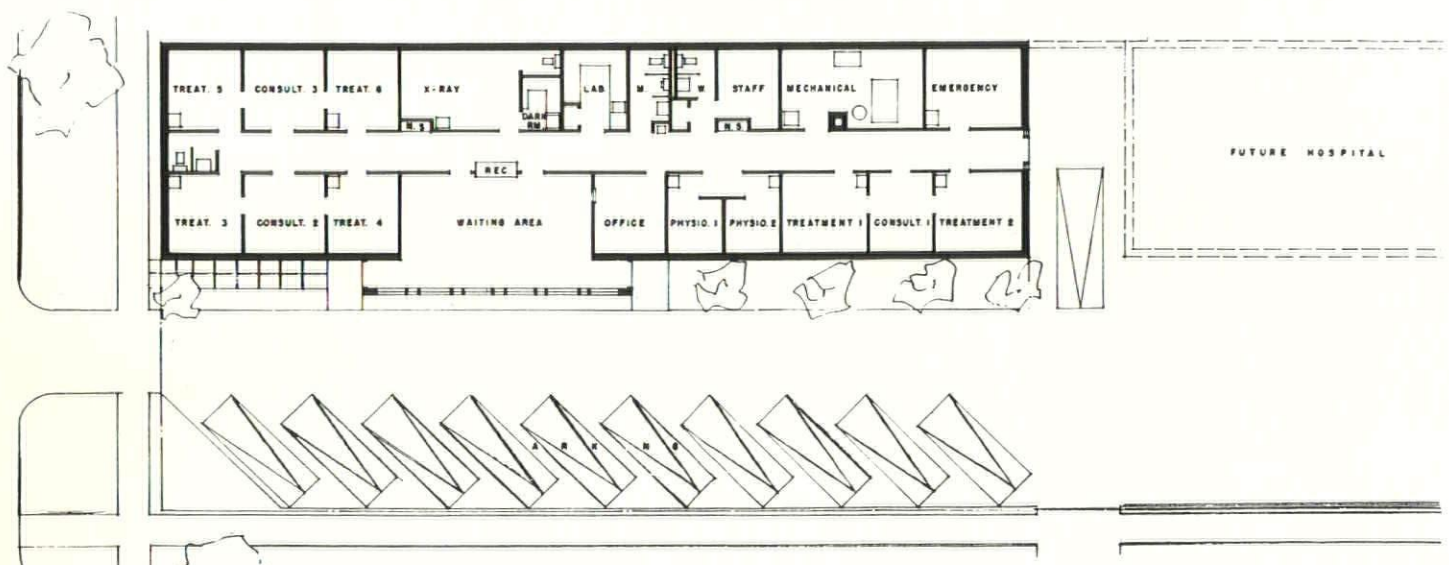 TREAT. 5 CONSULT. 3 TREAT. 6 X-RAY LAB M. W. STAFF MECHANICAL EMERGENCY
DARK
RM.
N. S. N. S.
FUTURE HOSPITAL
REC
TREAT. 3 CONSULT. 2 TREAT. 4 WAITING AREA OFFICE PHYSIO. 1 PHYSIO. 2 TREATMENT 1 CONSULT. 1 TREATMENT 2
A R K N G